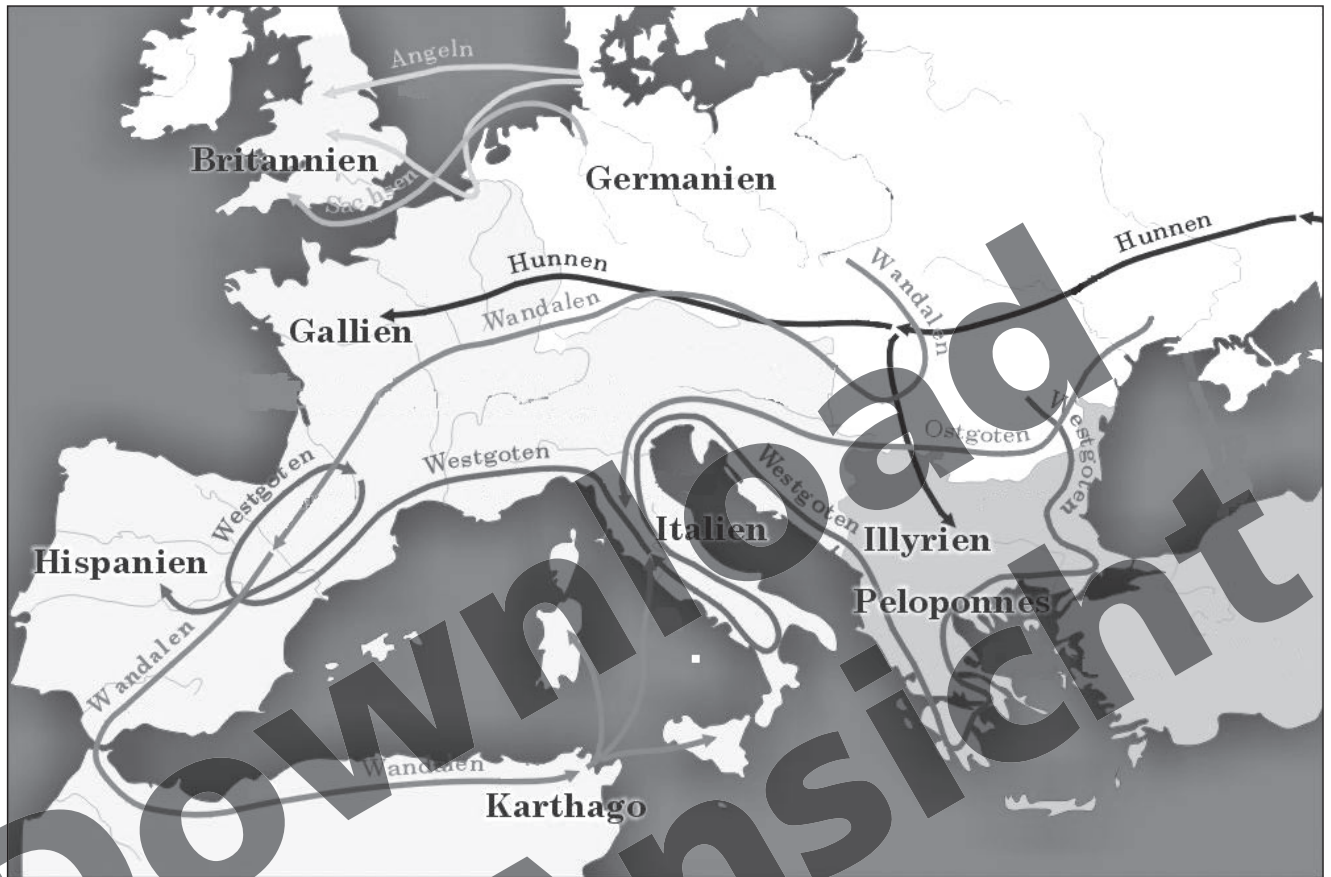 Angeln
Britannien
Sachsen
Germanien
Hunnen
Hunnen
Wandalen
Wandalen
Gallien
Westgoten
Ostgoten
Westgoten
Westgoten
Westgoten
Italien
Illyrien
Hispanien
Peloponnes
Wandalen
Wandalen
Karthago
Download
Ansicht